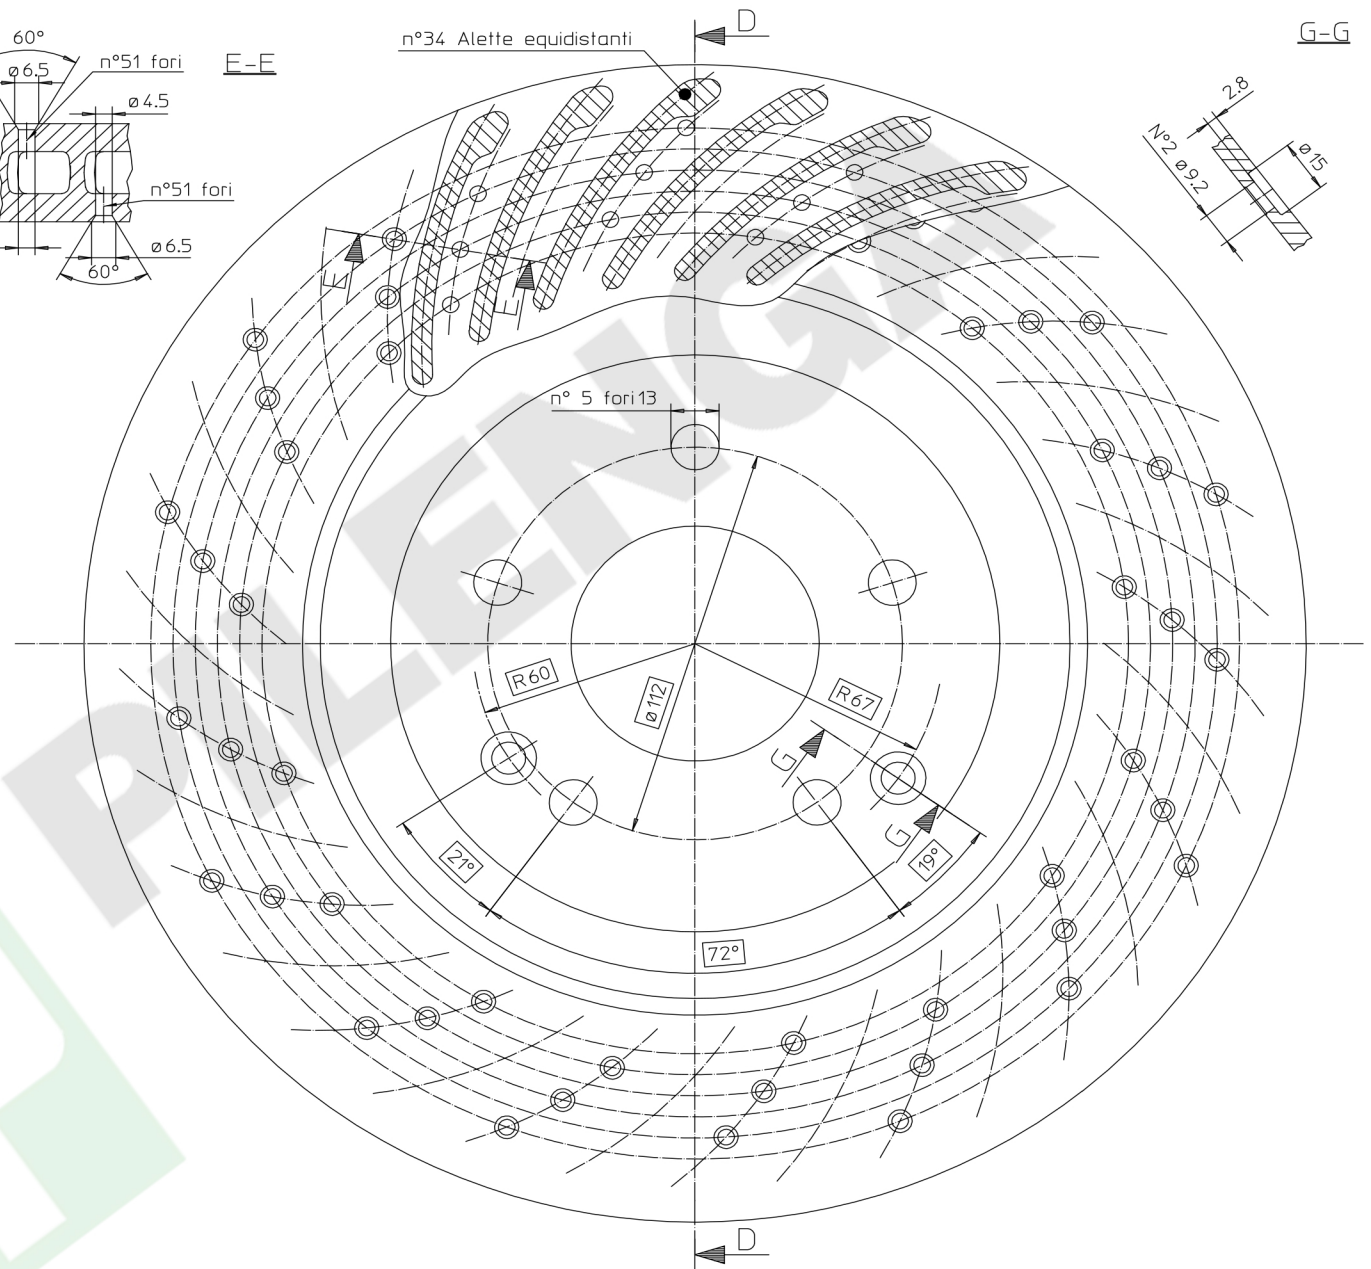 D
G-G
n°34 Alette equidistanti
60°
n°51 fori
E-E
ø6.5
ø4.5
2.8
N°2 ø9.2
ø15
n°51 fori
ø6.5
60°
E
E
n° 5 fori 13
R60
ø112
R67
G
G
21°
19°
72°
D
PILENGA